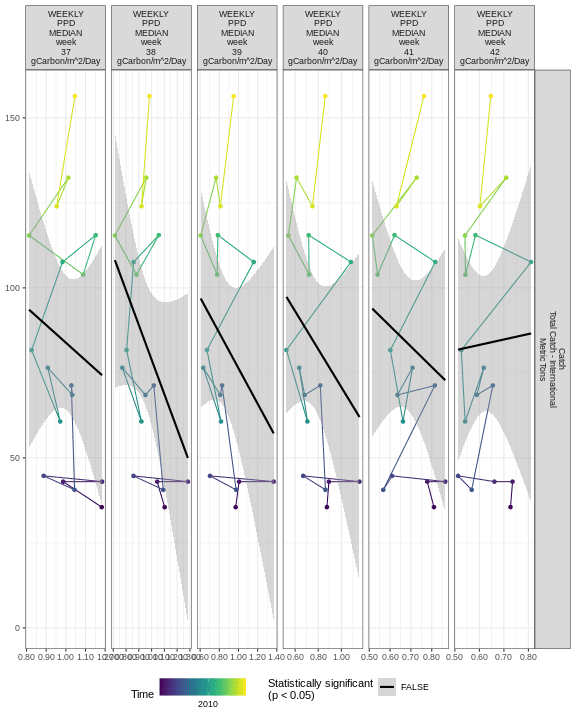 WEEKLY PPD MEDIAN week 37 gCarbon/m^2/Day
WEEKLY PPD MEDIAN week 38 gCarbon/m^2/Day
WEEKLY PPD MEDIAN week 39 gCarbon/m^2/Day
WEEKLY PPD MEDIAN week 40 gCarbon/m^2/Day
WEEKLY PPD MEDIAN week 41 gCarbon/m^2/Day
WEEKLY PPD MEDIAN week 42 gCarbon/m^2/Day
150
100
50
0
Catch
Total Catch - International
Metric Tons
0.80 0.90 1.00 1.10
0.60 0.80 1.00 1.20 1.40
0.60 0.80 1.00
0.50 0.60 0.70 0.80
0.50 0.60 0.70 0.80
Time
2010
Statistically significant
(p < 0.05)
FALSE